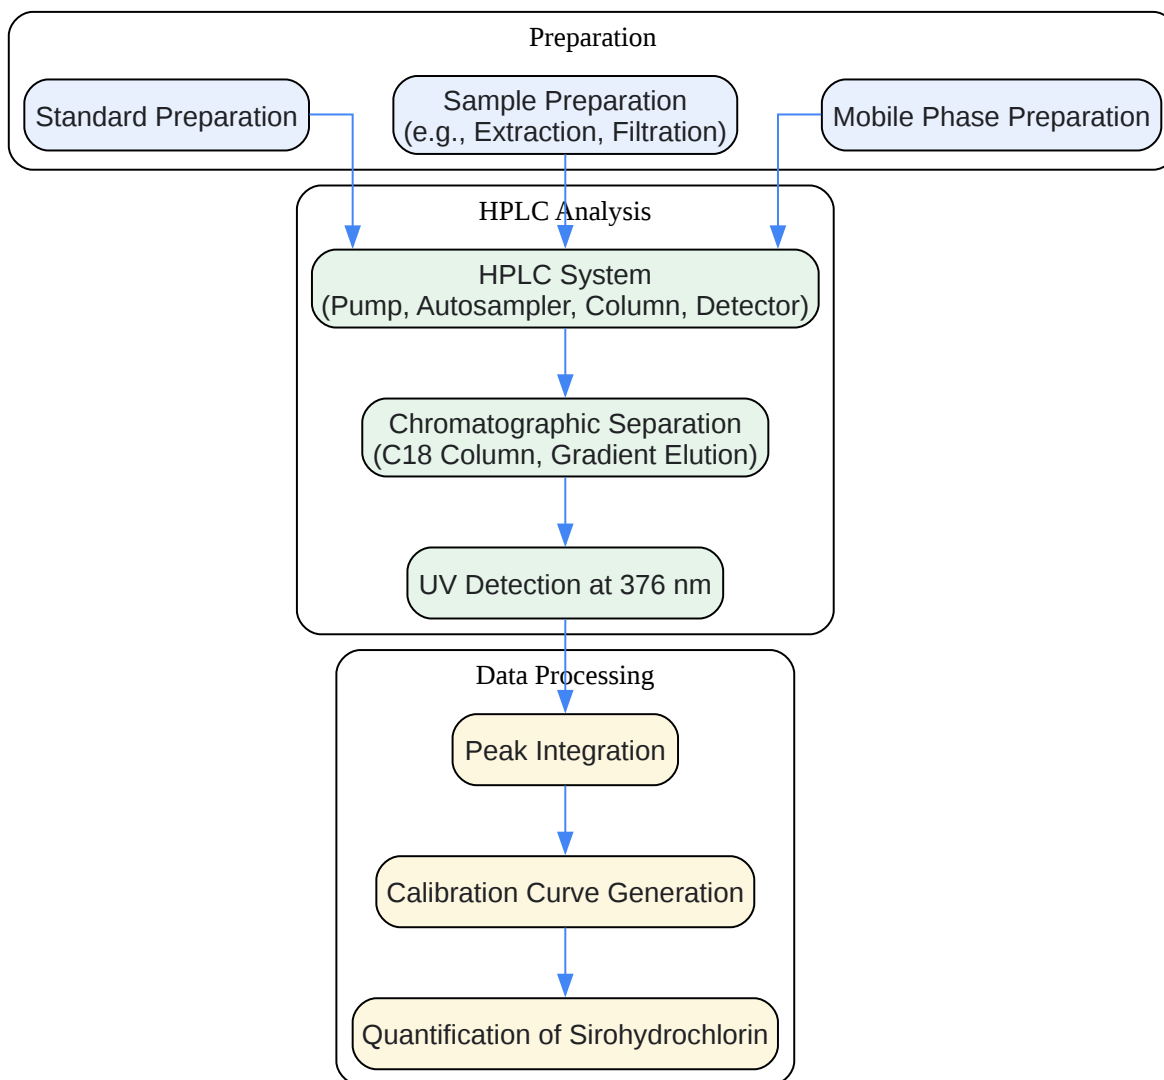 Preparation
Standard Preparation
Sample Preparation
(e.g., Extraction, Filtration)
Mobile Phase Preparation
HPLC Analysis
HPLC System
(Pump, Autosampler, Column, Detector)
Chromatographic Separation
(C18 Column, Gradient Elution)
UV Detection at 376 nm
Data Processing
Peak Integration
Calibration Curve Generation
Quantification of Sirohydrochlorin